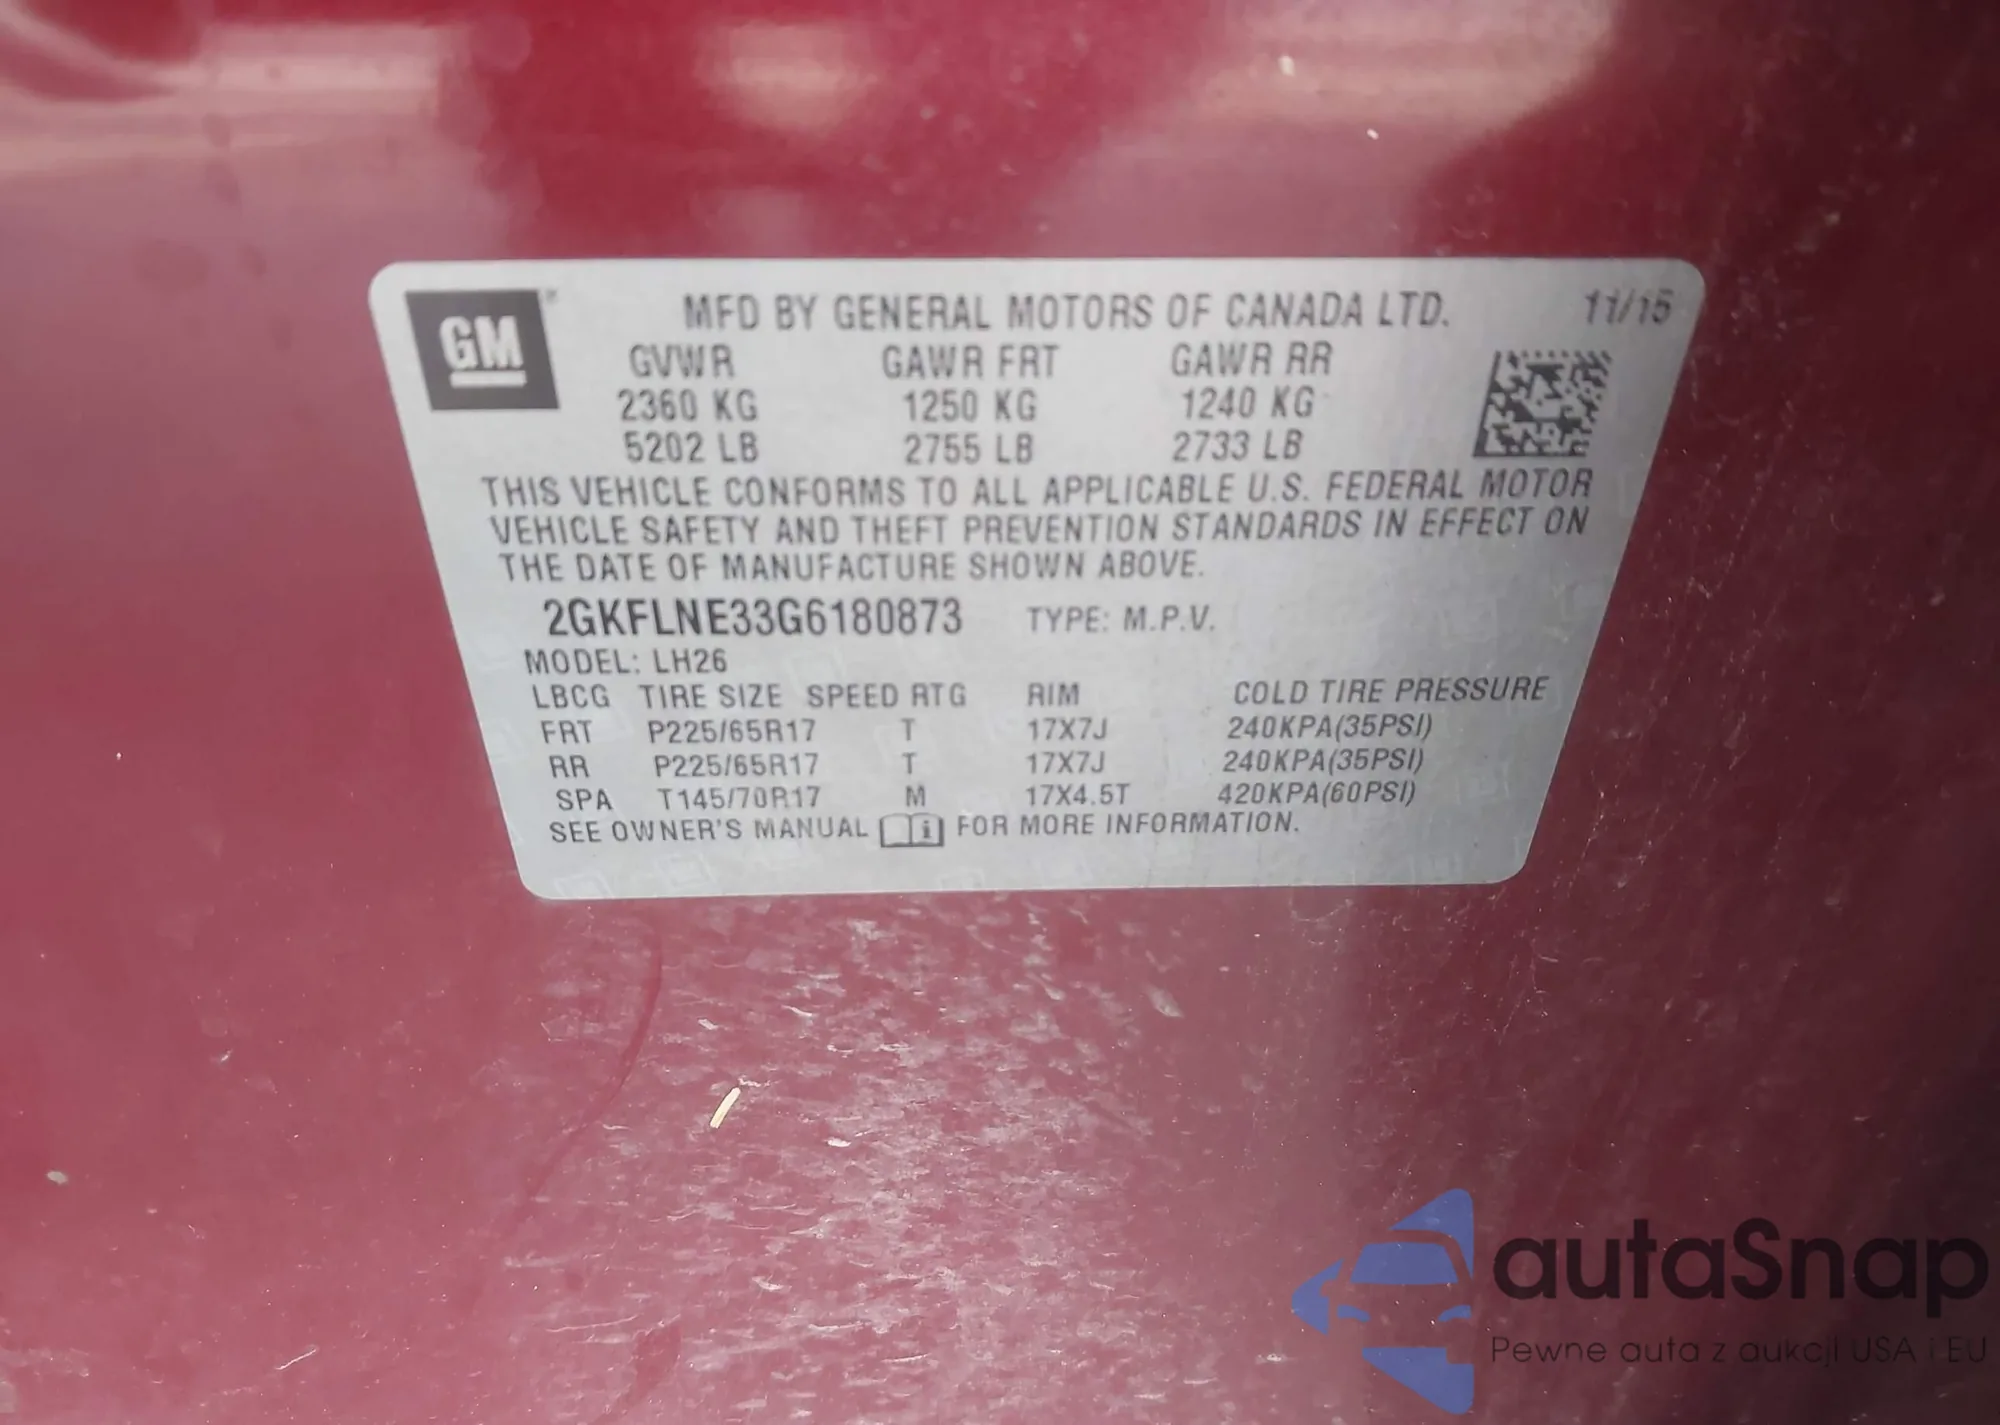 GM
MFD BY GENERAL MOTORS OF CANADA LTD. 11/15
GVWR GAWR FRT GAWR RR
2360 KG 1250 KG 1240 KG
5202 LB 2755 LB 2733 LB
THIS VEHICLE CONFORMS TO ALL APPLICABLE U.S. FEDERAL MOTOR
VEHICLE SAFETY AND THEFT PREVENTION STANDARDS IN EFFECT ON
THE DATE OF MANUFACTURE SHOWN ABOVE.
2GKFLNE33G6180873 TYPE: M.P.V.
MODEL: LH26
LBCG TIRE SIZE SPEED RTG RIM COLD TIRE PRESSURE
FRT P225/65R17 T 17X7J 240KPA(35PSI)
RR P225/65R17 T 17X7J 240KPA(35PSI)
SPA T145/70R17 M 17X4.5T 420KPA(60PSI)
SEE OWNER'S MANUAL i FOR MORE INFORMATION.
autaSnap
Pewne auta z aukcji USA i EU